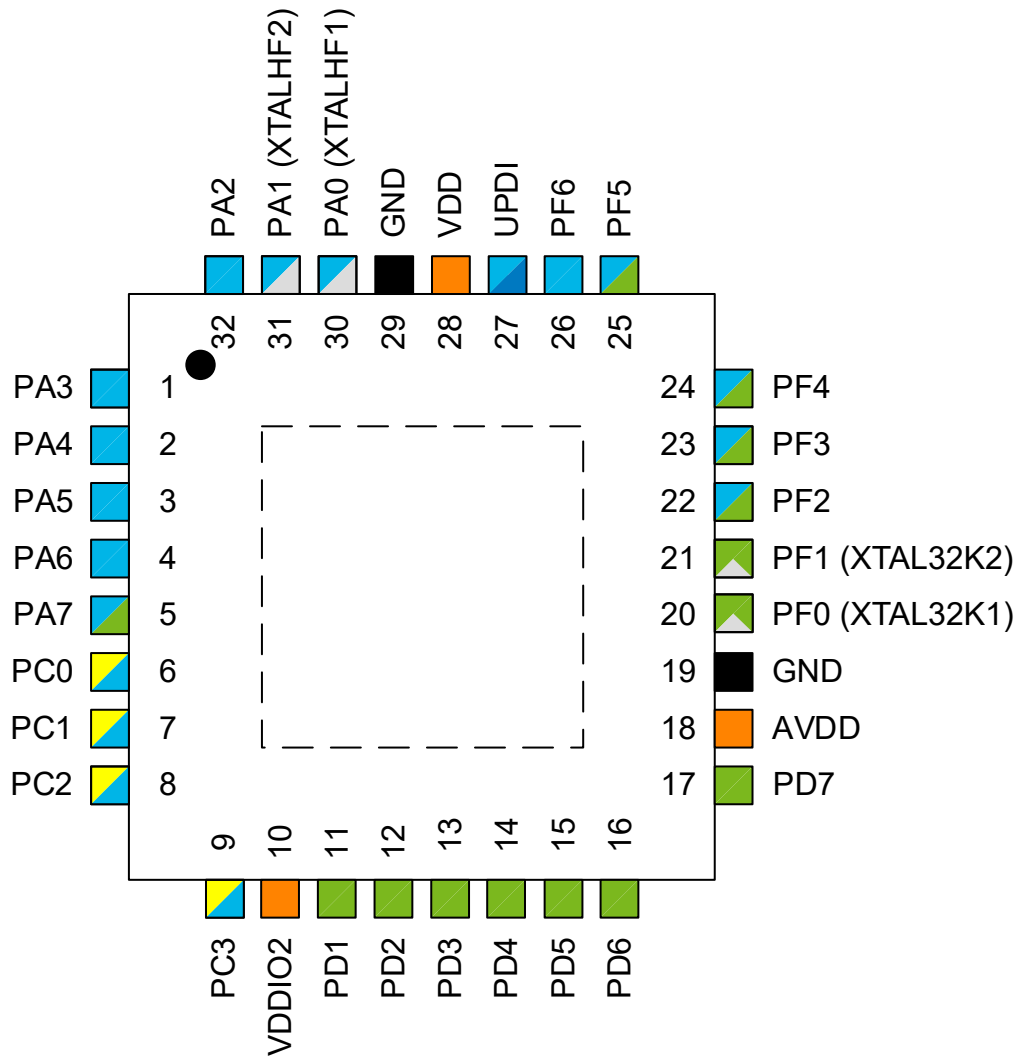 PA2
PA1 (XTALHF2)
PA0 (XTALHF1)
GND
VDD
UPDI
PF6
PF5
32
31
30
29
28
27
26
25
PA3 1
PA4 2
PA5 3
PA6 4
PA7 5
PC0 6
PC1 7
PC2 8
24 PF4
23 PF3
22 PF2
21 PF1 (XTAL32K2)
20 PF0 (XTAL32K1)
19 GND
18 AVDD
17 PD7
9
10
11
12
13
14
15
16
PC3
VDDIO2
PD1
PD2
PD3
PD4
PD5
PD6